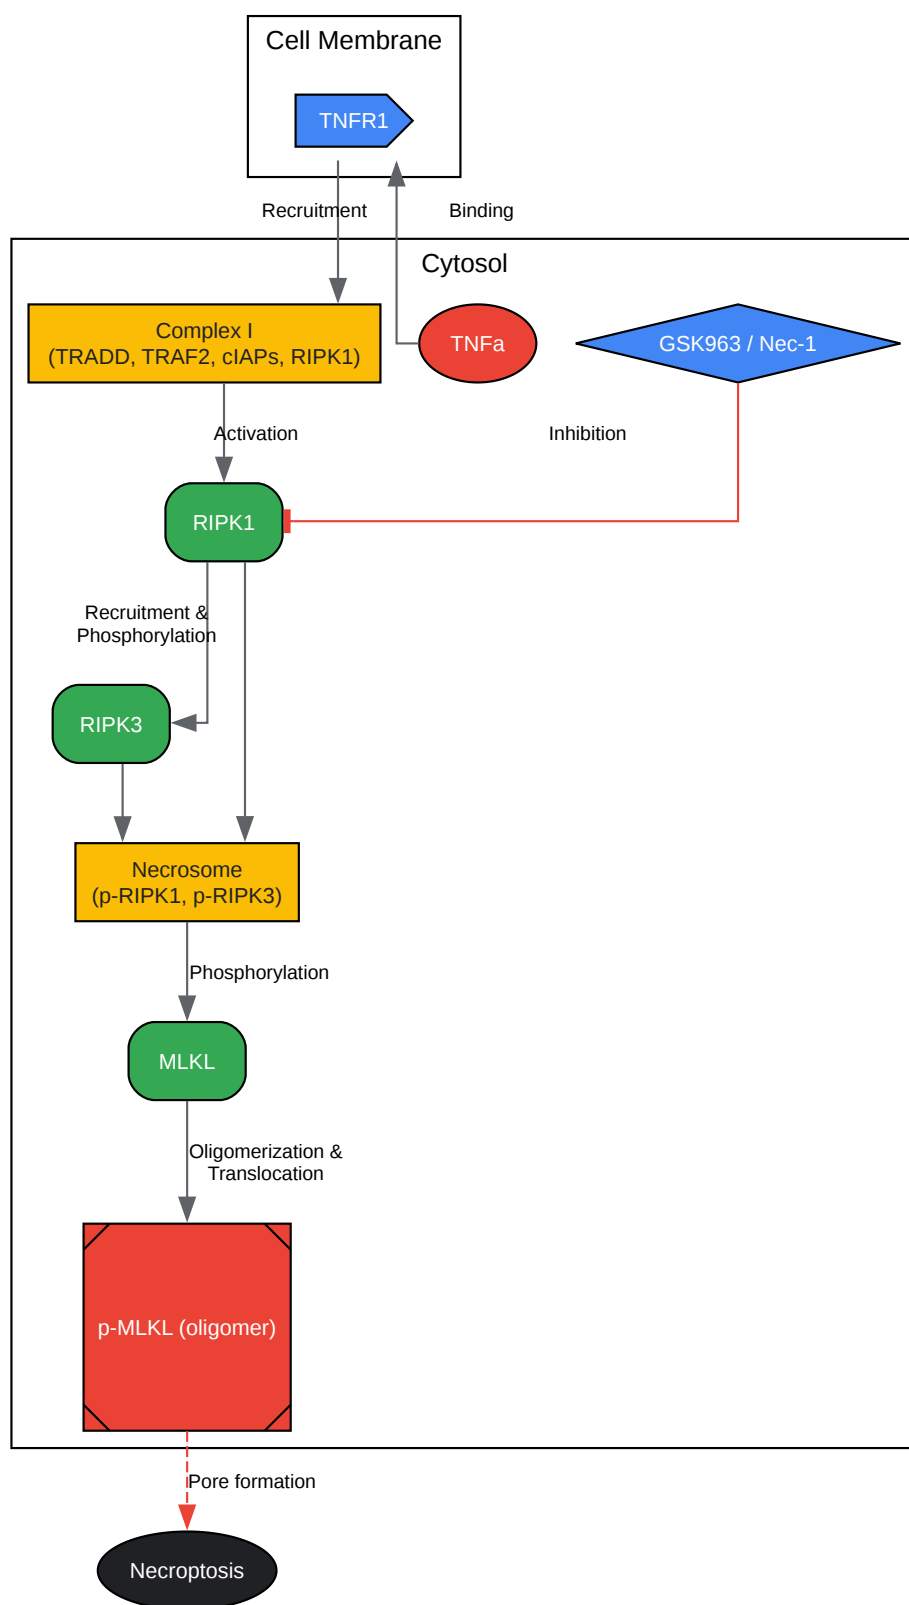 Cell Membrane
TNFR1
Recruitment
Binding
Cytosol
Complex I
(TRADD, TRAF2, cIAPs, RIPK1)
TNFa
GSK963 / Nec-1
Activation
Inhibition
RIPK1
Recruitment &
Phosphorylation
RIPK3
Necrosome
(p-RIPK1, p-RIPK3)
Phosphorylation
MLKL
Oligomerization &
Translocation
p-MLKL (oligomer)
Pore formation
Necroptosis